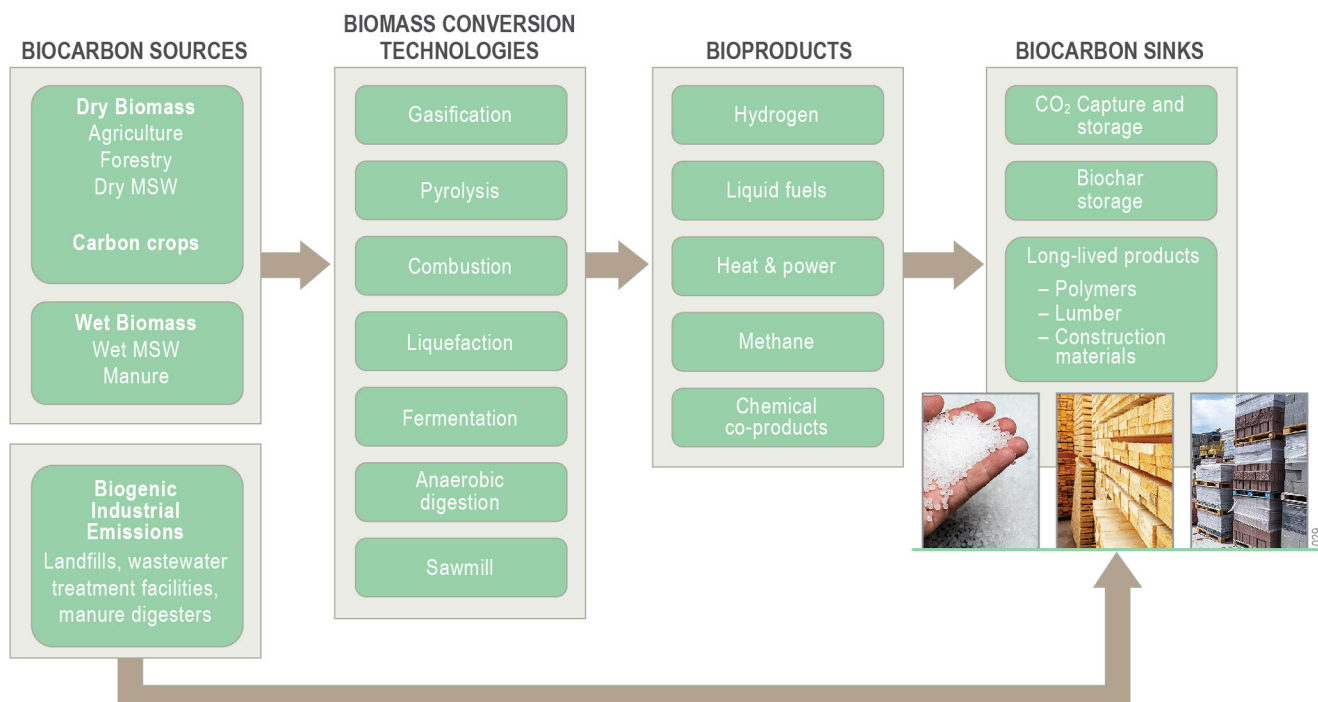 BIOCARBON SOURCES
Dry Biomass
Agriculture
Forestry
Dry MSW
Carbon crops
Wet Biomass
Wet MSW
Manure
Biogenic
Industrial
Emissions
Landfills, wastewater
treatment facilities,
manure digesters
BIOMASS CONVERSION
TECHNOLOGIES
Gasification
Pyrolysis
Combustion
Liquefaction
Fermentation
Anaerobic
digestion
Sawmill
BIOPRODUCTS
Hydrogen
Liquid fuels
Heat & power
Methane
Chemical
co-products
BIOCARBON SINKS
CO₂ Capture and
storage
Biochar
storage
Long-lived products
– Polymers
– Lumber
– Construction
materials
029